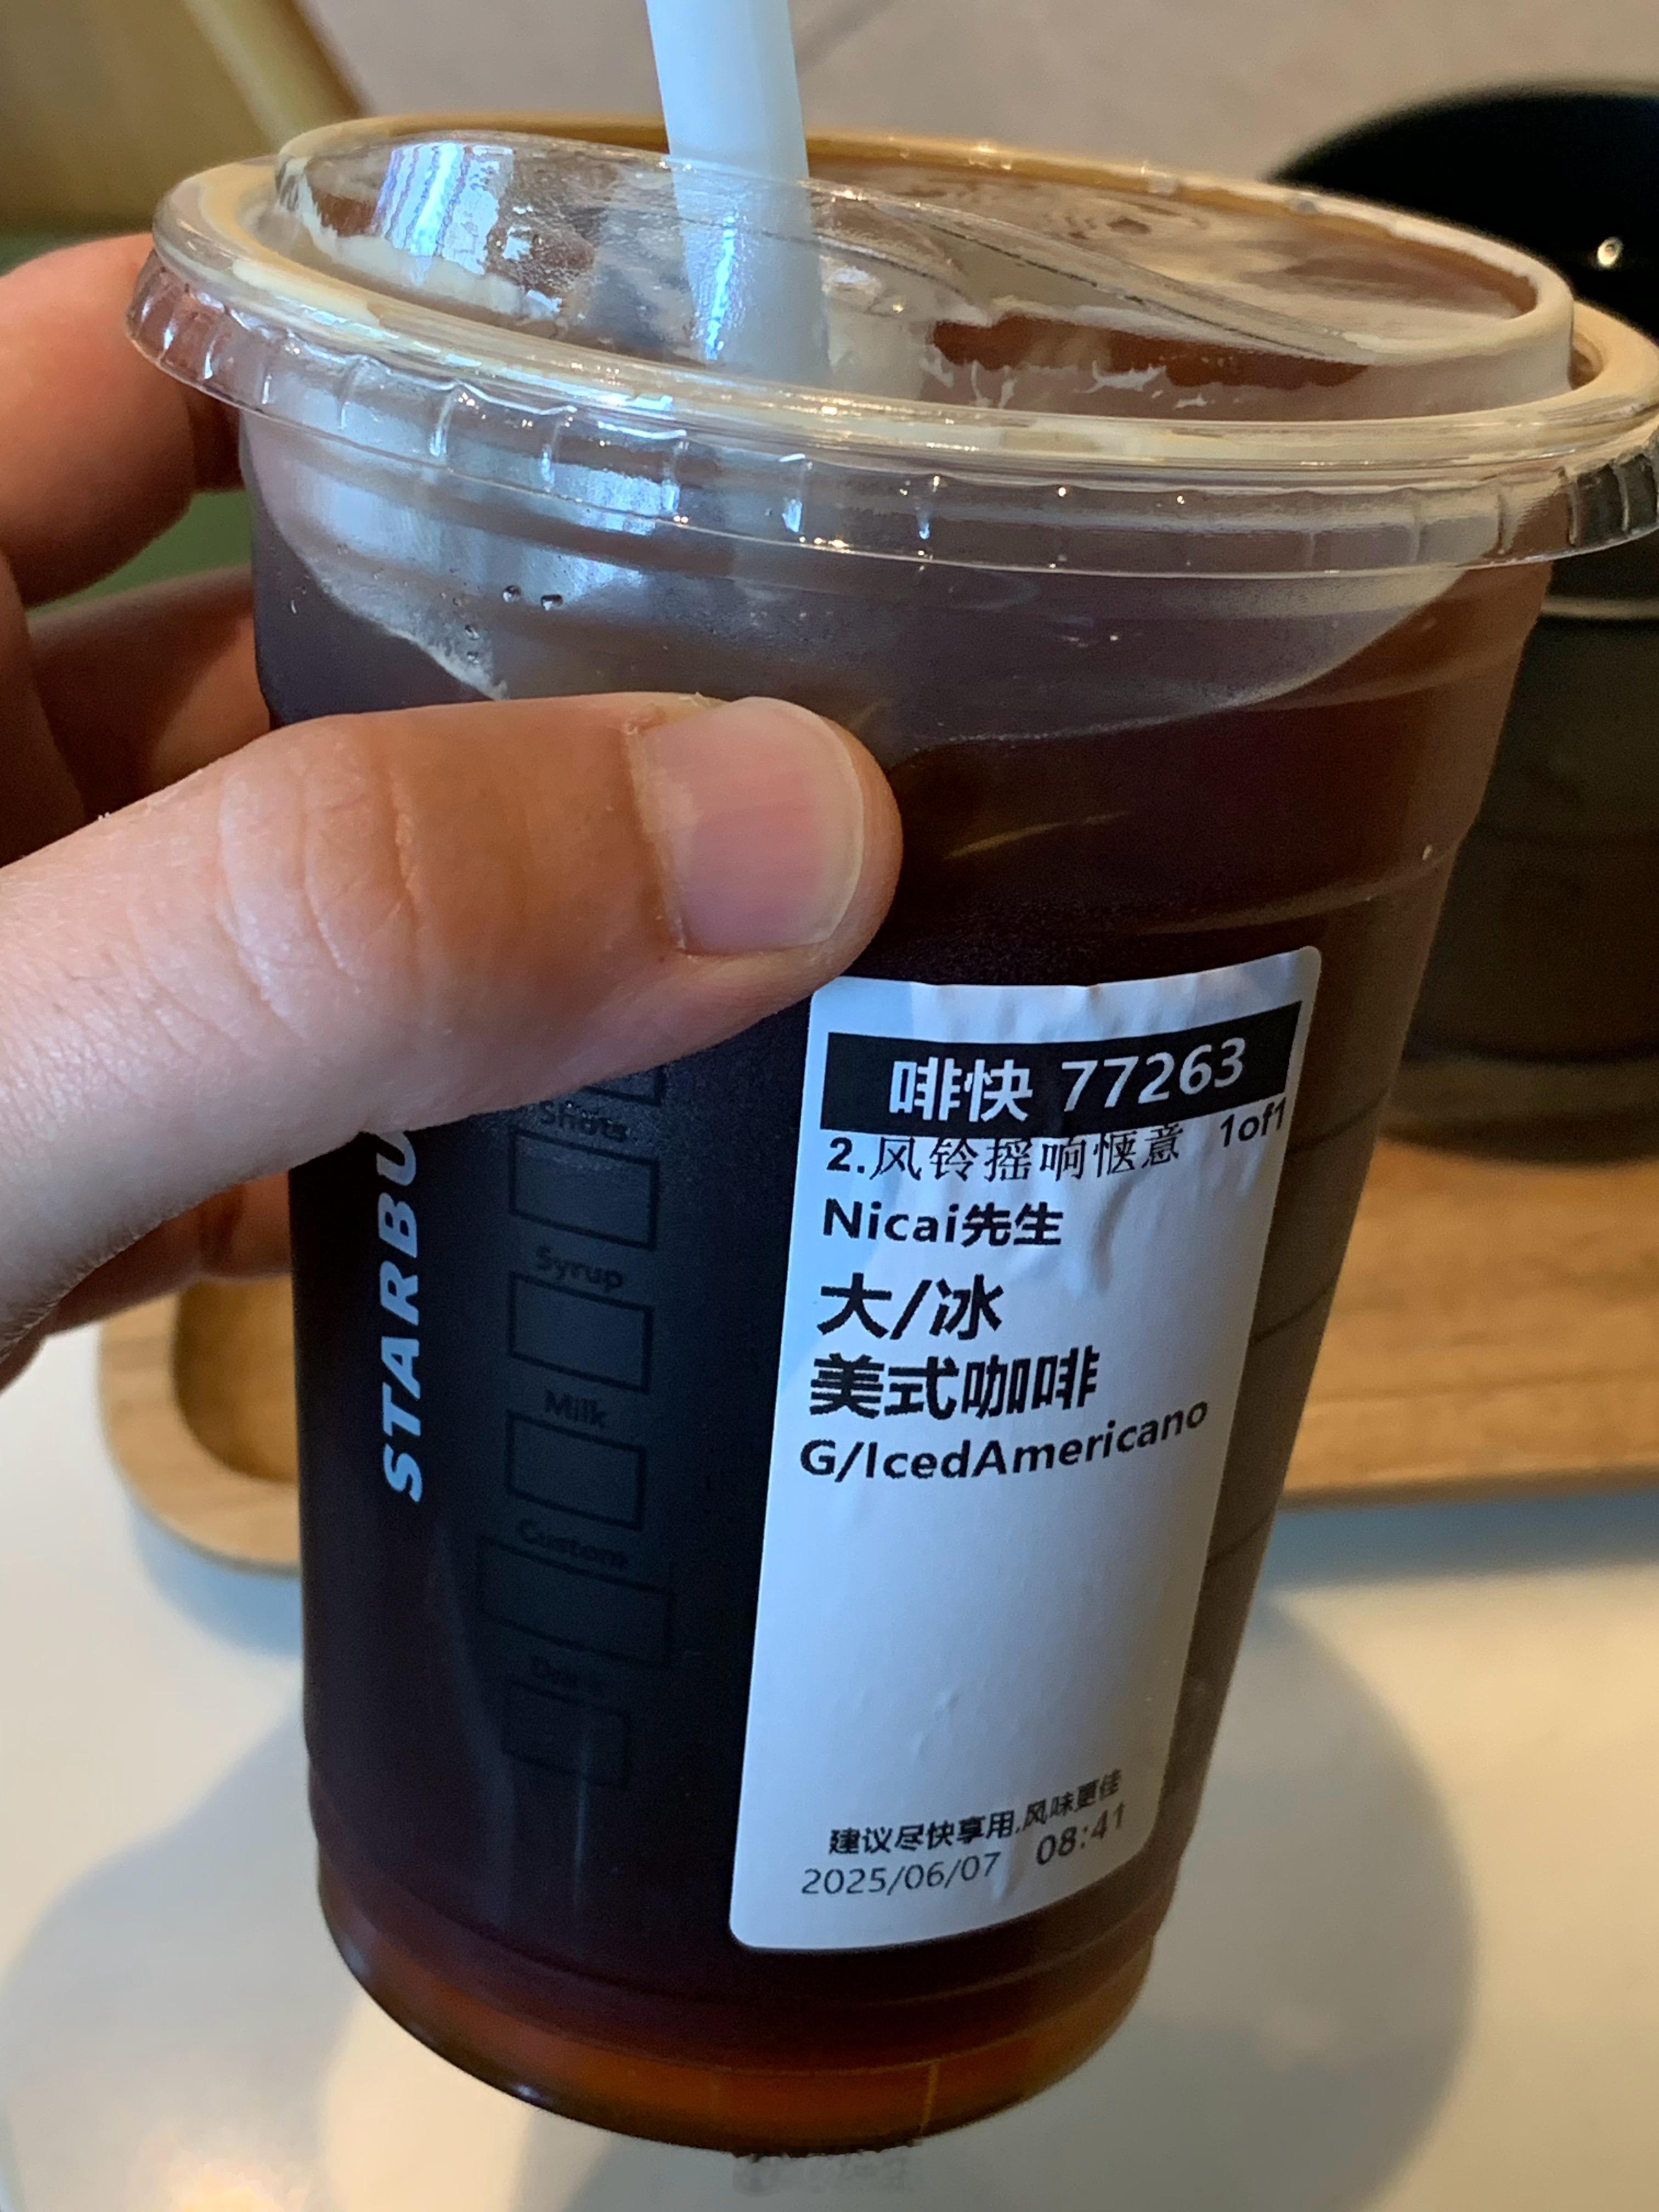 STARBU
Shots
Syrup
Milk
Custom
啡快 77263
2.风铃摇响惬意 1of1
Nicai先生
大/冰
美式咖啡
G/IcedAmericano
建议尽快享用,风味更佳
2025/06/07 08:41